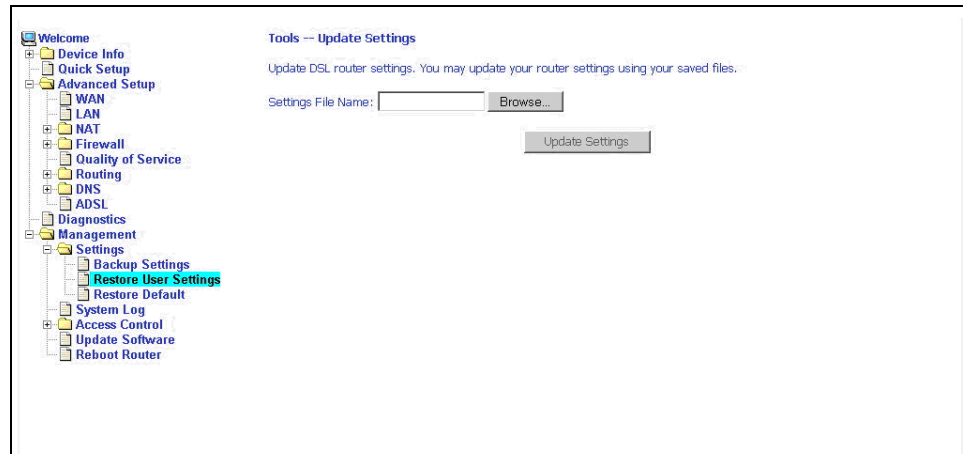 Welcome
Device Info
Quick Setup
Advanced Setup
WAN
LAN
NAT
Firewall
Quality of Service
Routing
DNS
ADSL
Diagnostics
Management
Settings
Backup Settings
Restore User Settings
Restore Default
System Log
Access Control
Update Software
Reboot Router
Tools -- Update Settings
Update DSL router settings. You may update your router settings using your saved files.
Settings File Name: Browse...
Update Settings